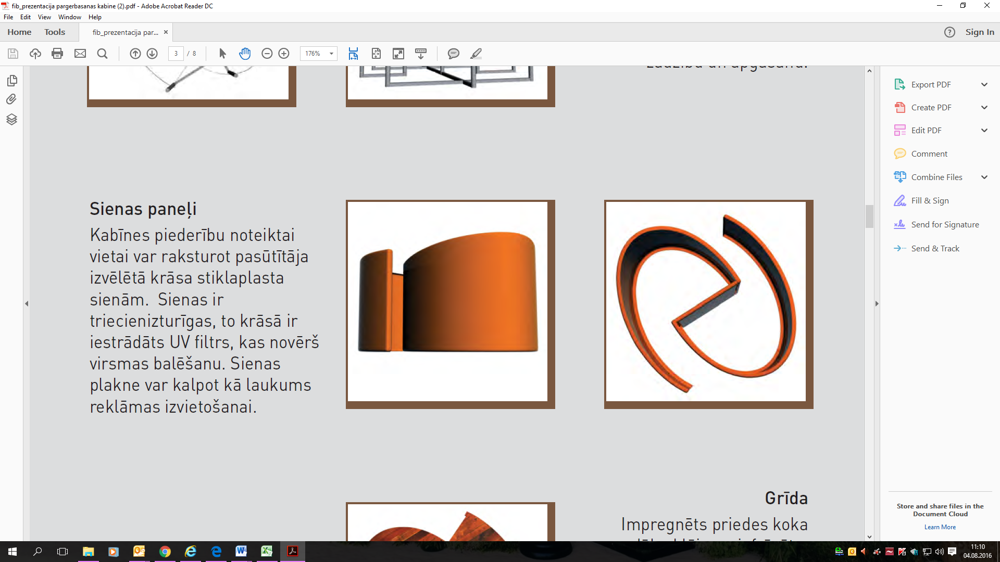 fib_prezentacija pargerbasanas kabine (2).pdf - Adobe Acrobat Reader DC
File Edit View Window Help
Home Tools fib_prezentacija par... Sign In
3 / 8 176%
Sienas paneļi
Kabīnes piederību noteiktai
vietai var raksturot pasūtītāja
izvēlētā krāsa stiklaplasta
sienām. Sienas ir
triecienizturīgas, to krāsā ir
iestrādāts UV filtrs, kas novērš
virsmas balēšanu. Sienas
plakne var kalpot kā laukums
reklāmas izvietošanai.
Grīda
Impregnēts priedes koka
Export PDF
Create PDF
Edit PDF
Comment
Combine Files
Fill & Sign
Send for Signature
Send & Track
Store and share files in the
Document Cloud
Learn More
11:10
04.08.2016